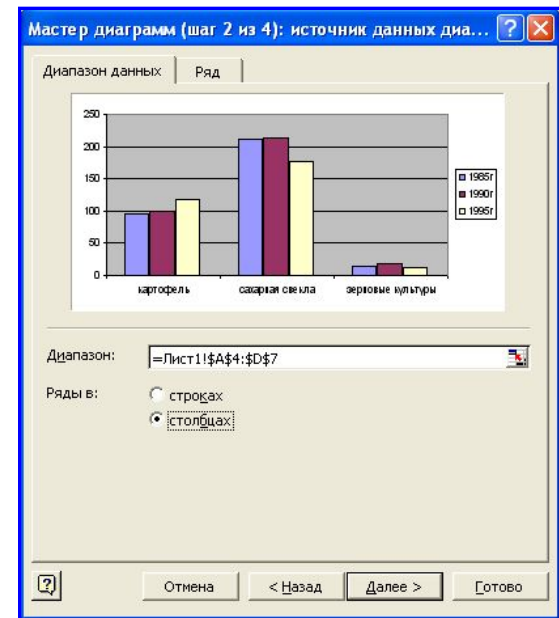 Мастер диаграмм (шаг 2 из 4): источник данных диа...
Диапазон данных
Ряд
250
200
150
100
50
0
картофель
сахарная свекла
зерновые культуры
1985г
1990г
1995г
Диапазон:
=Лист1!$A$4:$D$7
Ряды в:
строках
столбцах
Отмена
< Назад
Далее >
Готово